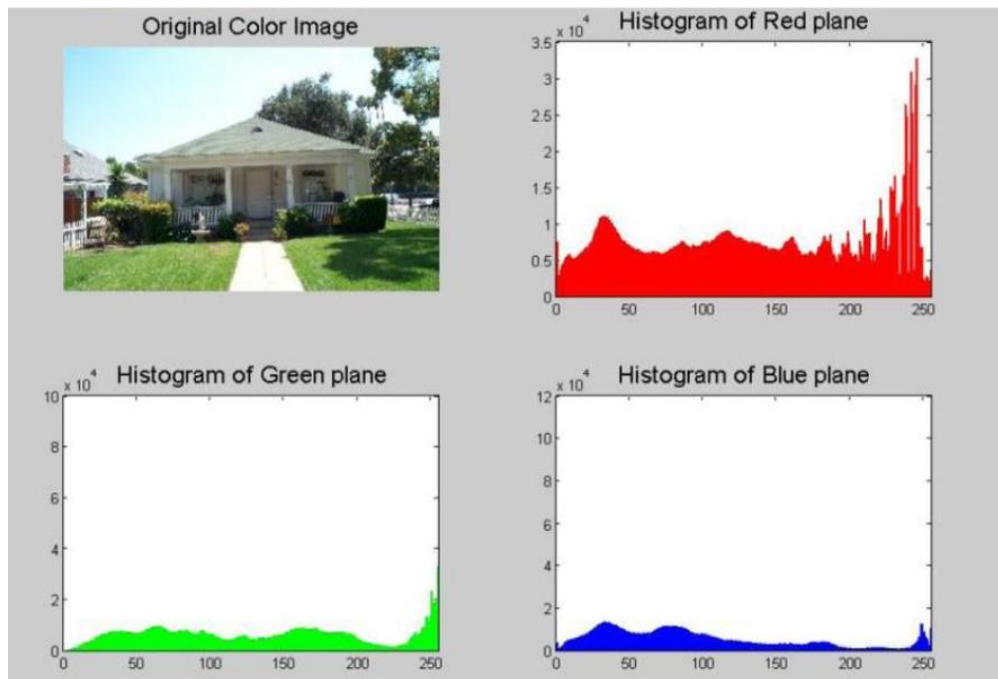 Original Color Image
Histogram of Red plane
x 10^4
3.5
3
2.5
2
1.5
1
0.5
0
0 50 100 150 200 250
Histogram of Green plane
x 10^4
10
8
6
4
2
0
0 50 100 150 200 250
Histogram of Blue plane
x 10^4
12
10
8
6
4
2
0
0 50 100 150 200 250